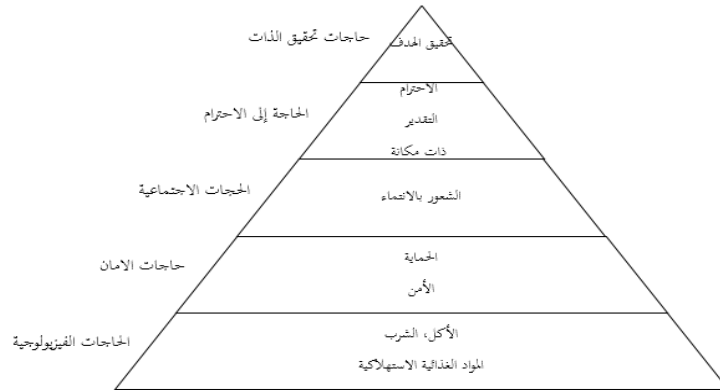 حاجات تحقيق الذات
تحقيق الهدف
الحاجة إلى الاحترام
الاحترام
التقدير
ذات مكانة
الحجات الاجتماعية
الشعور بالانتماء
حاجات الامان
الحماية
الأمن
الحاجات الفيزيولوجية
الأكل، الشرب
المواد الغذائية الاستهلاكية